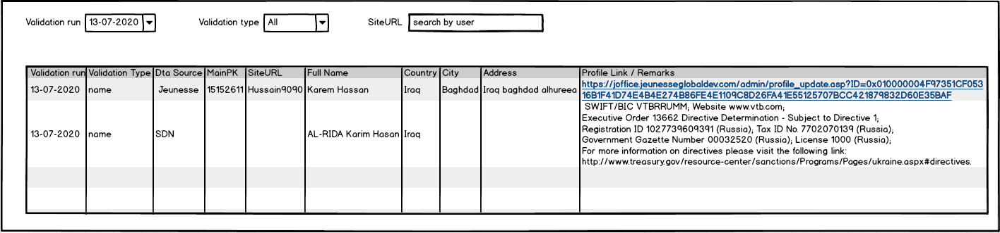 Validation run 13-07-2020 Validation type All SiteURL search by user
Validation run Validation Type Dta Source MainPK SiteURL Full Name Country City Address Profile Link / Remarks
13-07-2020 name Jeunesse 15152611 Hussain9090 Karem Hassan Iraq Baghdad Iraq baghdad alhureea https://joffice.jeunesseglobaldev.com/admin/profile_update.asp?ID=0x010000004F97351CF053
16B1F41D74E4B4E274B86FE4E1109C8D26FA41E55125707BCC421879832D60E35BAF
13-07-2020 name SDN AL-RIDA Karim Hasan Iraq SWIFT/BIC VTBRRUMM; Website www.vtb.com;
Executive Order 13662 Directive Determination - Subject to Directive 1;
Registration ID 1027739609391 (Russia); Tax ID No. 7702070139 (Russia);
Government Gazette Number 00032520 (Russia); License 1000 (Russia);
For more information on directives please visit the following link:
http://www.treasury.gov/resource-center/sanctions/Programs/Pages/ukraine.aspx#directives.